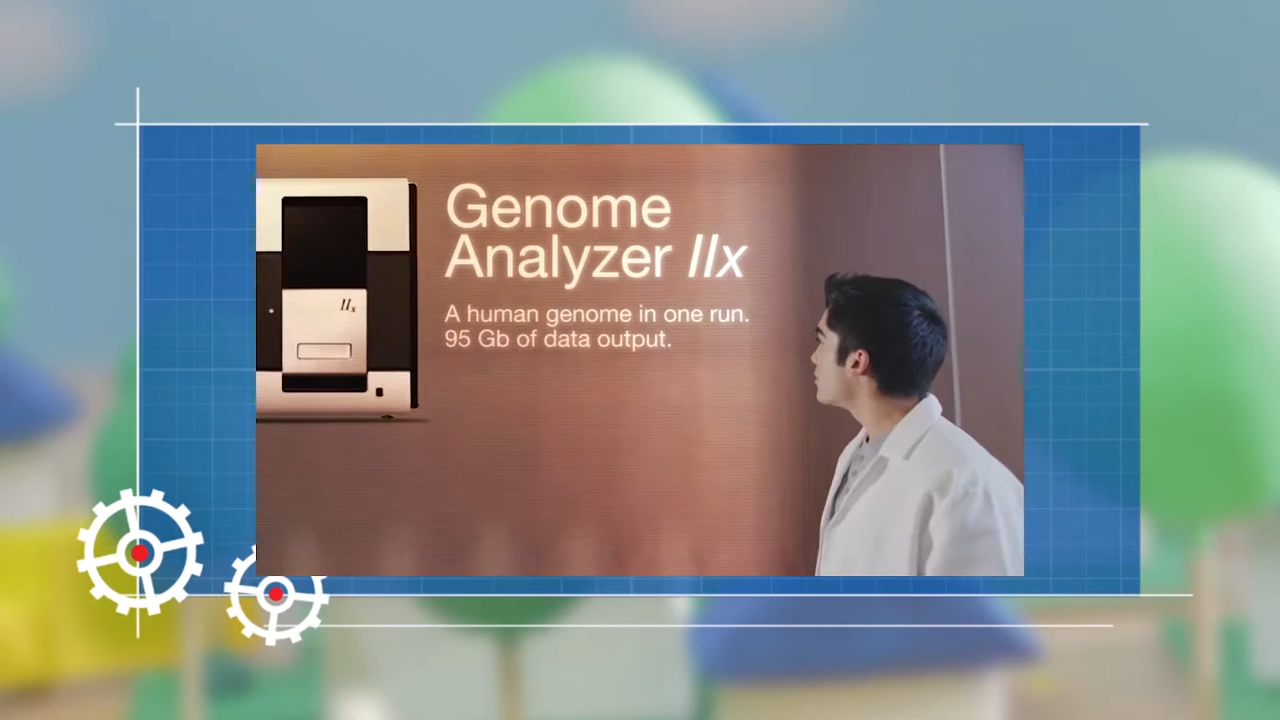 Genome
Analyzer IIx
A human genome in one run.
95 Gb of data output.
IIx